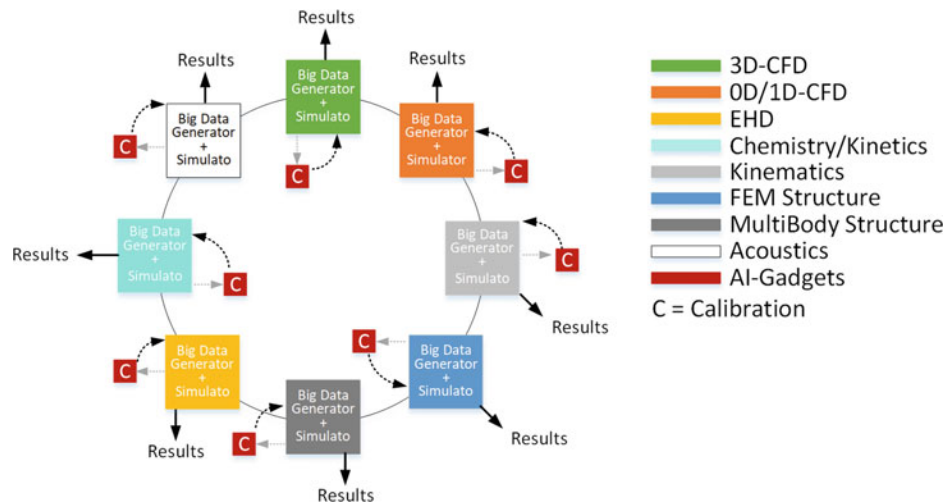 Results
Results
Results
Big Data
Generator
+
Simulato
Big Data
Generator
+
Simulato
Big Data
Generator
+
Simulator
C
C
C
Big Data
Generator
+
Simulato
Big Data
Generator
+
Simulato
Results
C
C
Results
Big Data
Generator
+
Simulato
Big Data
Generator
+
Simulato
Big Data
Generator
+
Simulato
C
C
C
Results
Results
Results
3D-CFD
0D/1D-CFD
EHD
Chemistry/Kinetics
Kinematics
FEM Structure
MultiBody Structure
Acoustics
AI-Gadgets
C = Calibration